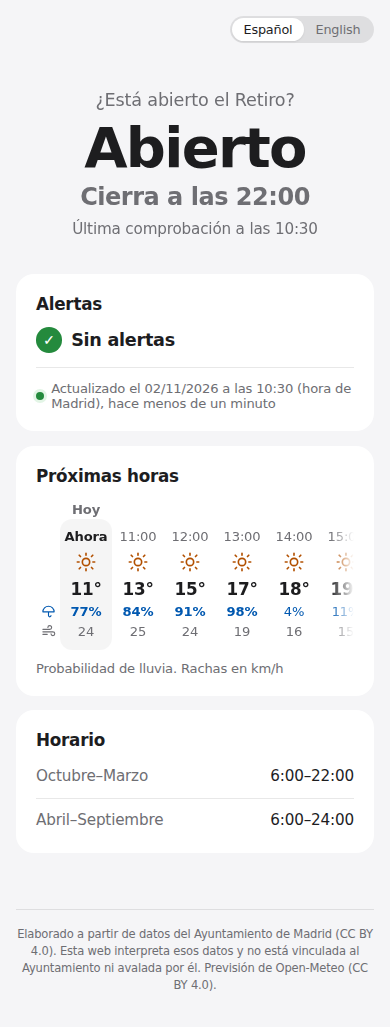 Español English
¿Está abierto el Retiro?
Abierto
Cierra a las 22:00
Última comprobación a las 10:30
Alertas
✓ Sin alertas
Actualizado el 02/11/2026 a las 10:30 (hora de
Madrid), hace menos de un minuto
Próximas horas
Hoy
Ahora 11:00 12:00 13:00 14:00
11° 13° 15° 17° 18°
77% 84% 91% 98% 4%
24 25 24 19 16
Probabilidad de lluvia. Rachas en km/h
Horario
Octubre–Marzo 6:00–22:00
Abril–Septiembre 6:00–24:00
Elaborado a partir de datos del Ayuntamiento de Madrid (CC BY
4.0). Esta web interpreta esos datos y no está vinculada al
Ayuntamiento ni avalada por él. Previsión de Open-Meteo (CC
BY 4.0).